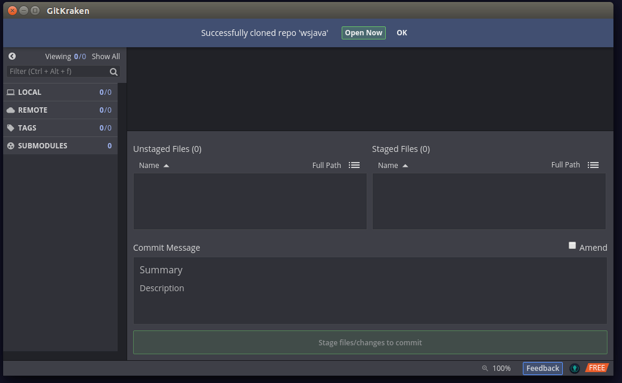 GitKraken
Successfully cloned repo 'wsjava' Open Now OK
Viewing 0/0 Show All
Filter (Ctrl + Alt + f)
LOCAL 0/0
REMOTE 0/0
TAGS 0/0
SUBMODULES 0
Unstaged Files (0) Staged Files (0)
Name Full Path Name Full Path
Commit Message Amend
Summary
Description
Stage files/changes to commit
100% Feedback FREE